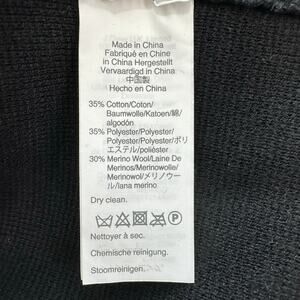 Made in China
Fabriqué en Chine
in China Hergestellt
Vervaardigd in China
中国製
Hecho en China
35% Cotton/Coton/
Baumwolle/Katoen/綿/
algodón
35% Polyester/Polyester/
Polyester/Polyester/ポリ
エステル/poliéster
30% Merino Wool/Laine De
Merinos/Merinowolle/
Merinowol/メリノウー
ル/lana merino
Dry clean.
P
Nettoyer à sec.
Chemische reinigung.
Stoomreinigen.